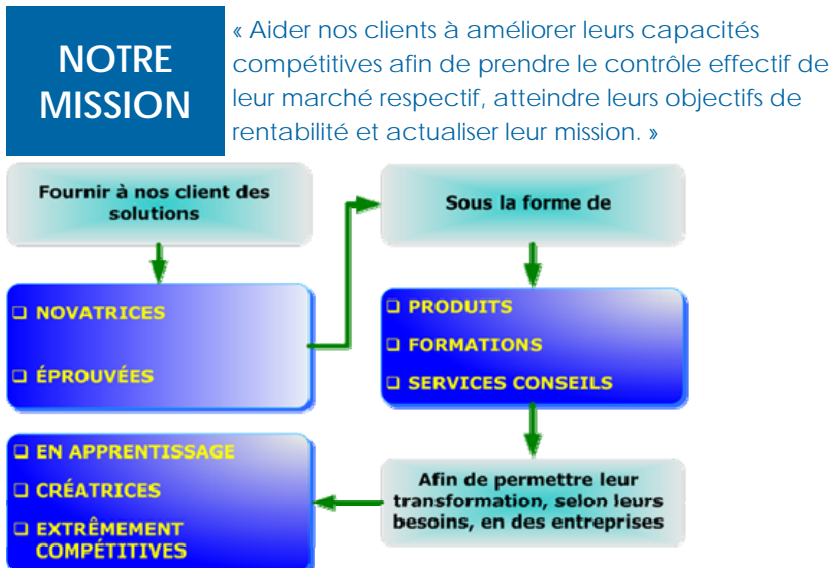 NOTRE
MISSION
« Aider nos clients à améliorer leurs capacités
compétitives afin de prendre le contrôle effectif de
leur marché respectif, atteindre leurs objectifs de
rentabilité et actualiser leur mission. »
Fournir à nos client des
solutions
❑ NOVATRICES
❑ ÉPROUVÉES
Sous la forme de
❑ PRODUITS
❑ FORMATIONS
❑ SERVICES CONSEILS
Afin de permettre leur
transformation, selon leurs
besoins, en des entreprises
❑ EN APPRENTISSAGE
❑ CRÉATRICES
❑ EXTRÊMEMENT
COMPÉTITIVES